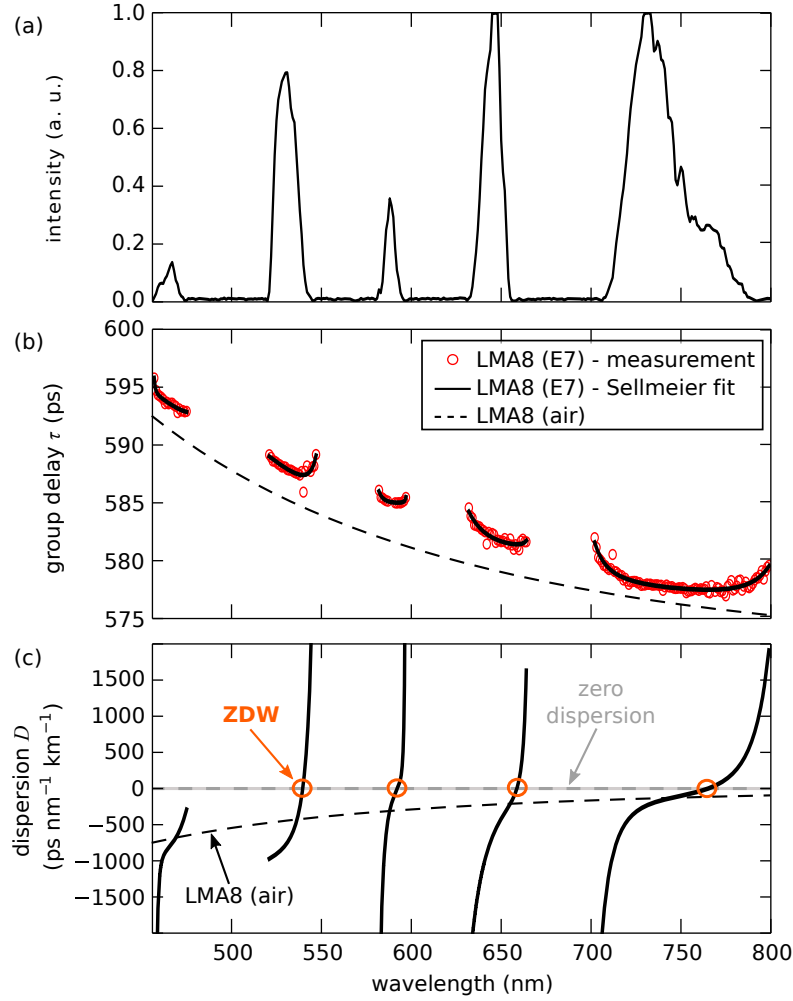 (a)
1.0
0.8
0.6
0.4
0.2
0.0
intensity (a. u.)
(b)
600
595
590
585
580
575
group delay τ (ps)
LMA8 (E7) - measurement
LMA8 (E7) - Sellmeier fit
LMA8 (air)
(c)
1500
1000
500
0
−500
−1000
−1500
dispersion D
(ps nm⁻¹ km⁻¹)
ZDW
zero
dispersion
LMA8 (air)
500
550
600
650
700
750
800
wavelength (nm)